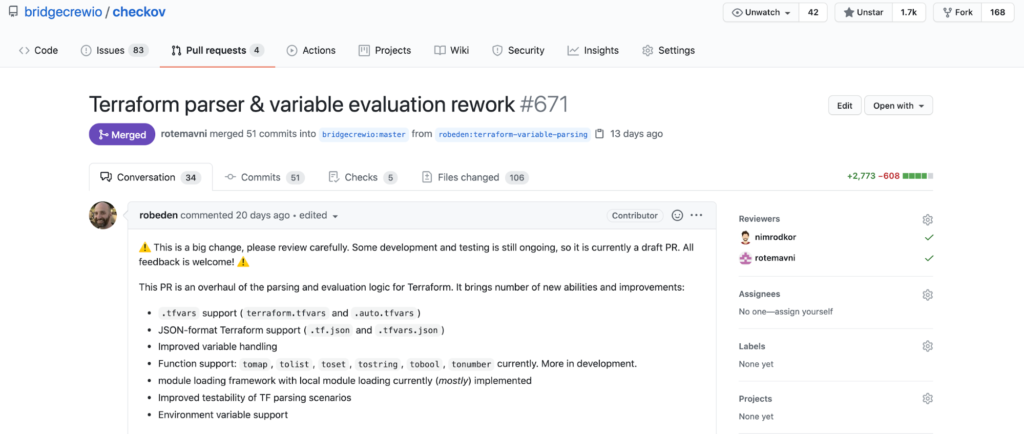 bridgecrewio / checkov
Unwatch 42 Unstar 1.7k Fork 168
Code Issues 83 Pull requests 4 Actions Projects Wiki Security Insights Settings
Terraform parser & variable evaluation rework #671
Edit Open with
Merged rotemavni merged 51 commits into bridgecrewio:master from robeden:terraform-variable-parsing 13 days ago
Conversation 34 Commits 51 Checks 5 Files changed 106
+2,773 −608
robeden commented 20 days ago • edited
Contributor
⚠️ This is a big change, please review carefully. Some development and testing is still ongoing, so it is currently a draft PR. All
feedback is welcome! ⚠️
This PR is an overhaul of the parsing and evaluation logic for Terraform. It brings number of new abilities and improvements:
• .tfvars support ( terraform.tfvars and .auto.tfvars )
• JSON-format Terraform support ( .tf.json and .tfvars.json )
• Improved variable handling
• Function support: tomap , tolist , toset , tostring , tobool , tonumber currently. More in development.
• module loading framework with local module loading currently (mostly) implemented
• Improved testability of TF parsing scenarios
• Environment variable support
Reviewers
nimrodkor
rotemavni
Assignees
No one—assign yourself
Labels
None yet
Projects
None yet